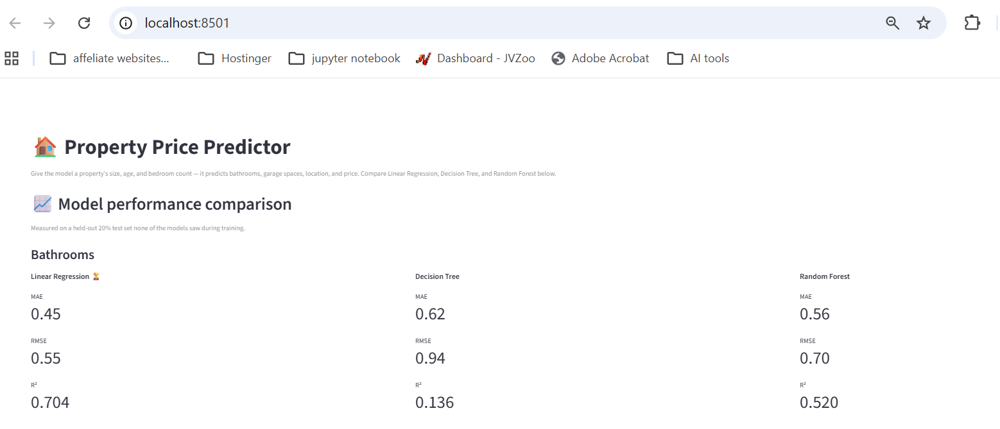 localhost:8501
affeliate websites... Hostinger jupyter notebook Dashboard - JVZoo Adobe Acrobat AI tools
Property Price Predictor
Give the model a property's size, age, and bedroom count — it predicts bathrooms, garage spaces, location, and price. Compare Linear Regression, Decision Tree, and Random Forest below.
Model performance comparison
Measured on a held-out 20% test set none of the models saw during training.
Bathrooms
Linear Regression 🏆 Decision Tree Random Forest
MAE MAE MAE
0.45 0.62 0.56
RMSE RMSE RMSE
0.55 0.94 0.70
R² R² R²
0.704 0.136 0.520